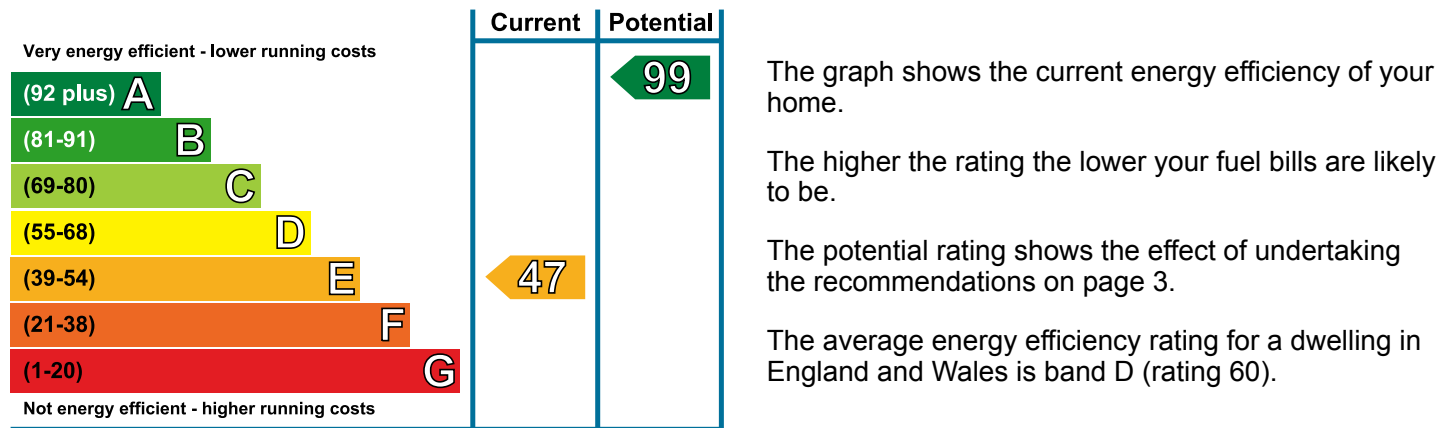 Current Potential
Very energy efficient - lower running costs
(92 plus) A
99
(81-91) B
(69-80) C
(55-68) D
(39-54) E
47
(21-38) F
(1-20) G
Not energy efficient - higher running costs
The graph shows the current energy efficiency of your
home.
The higher the rating the lower your fuel bills are likely
to be.
The potential rating shows the effect of undertaking
the recommendations on page 3.
The average energy efficiency rating for a dwelling in
England and Wales is band D (rating 60).